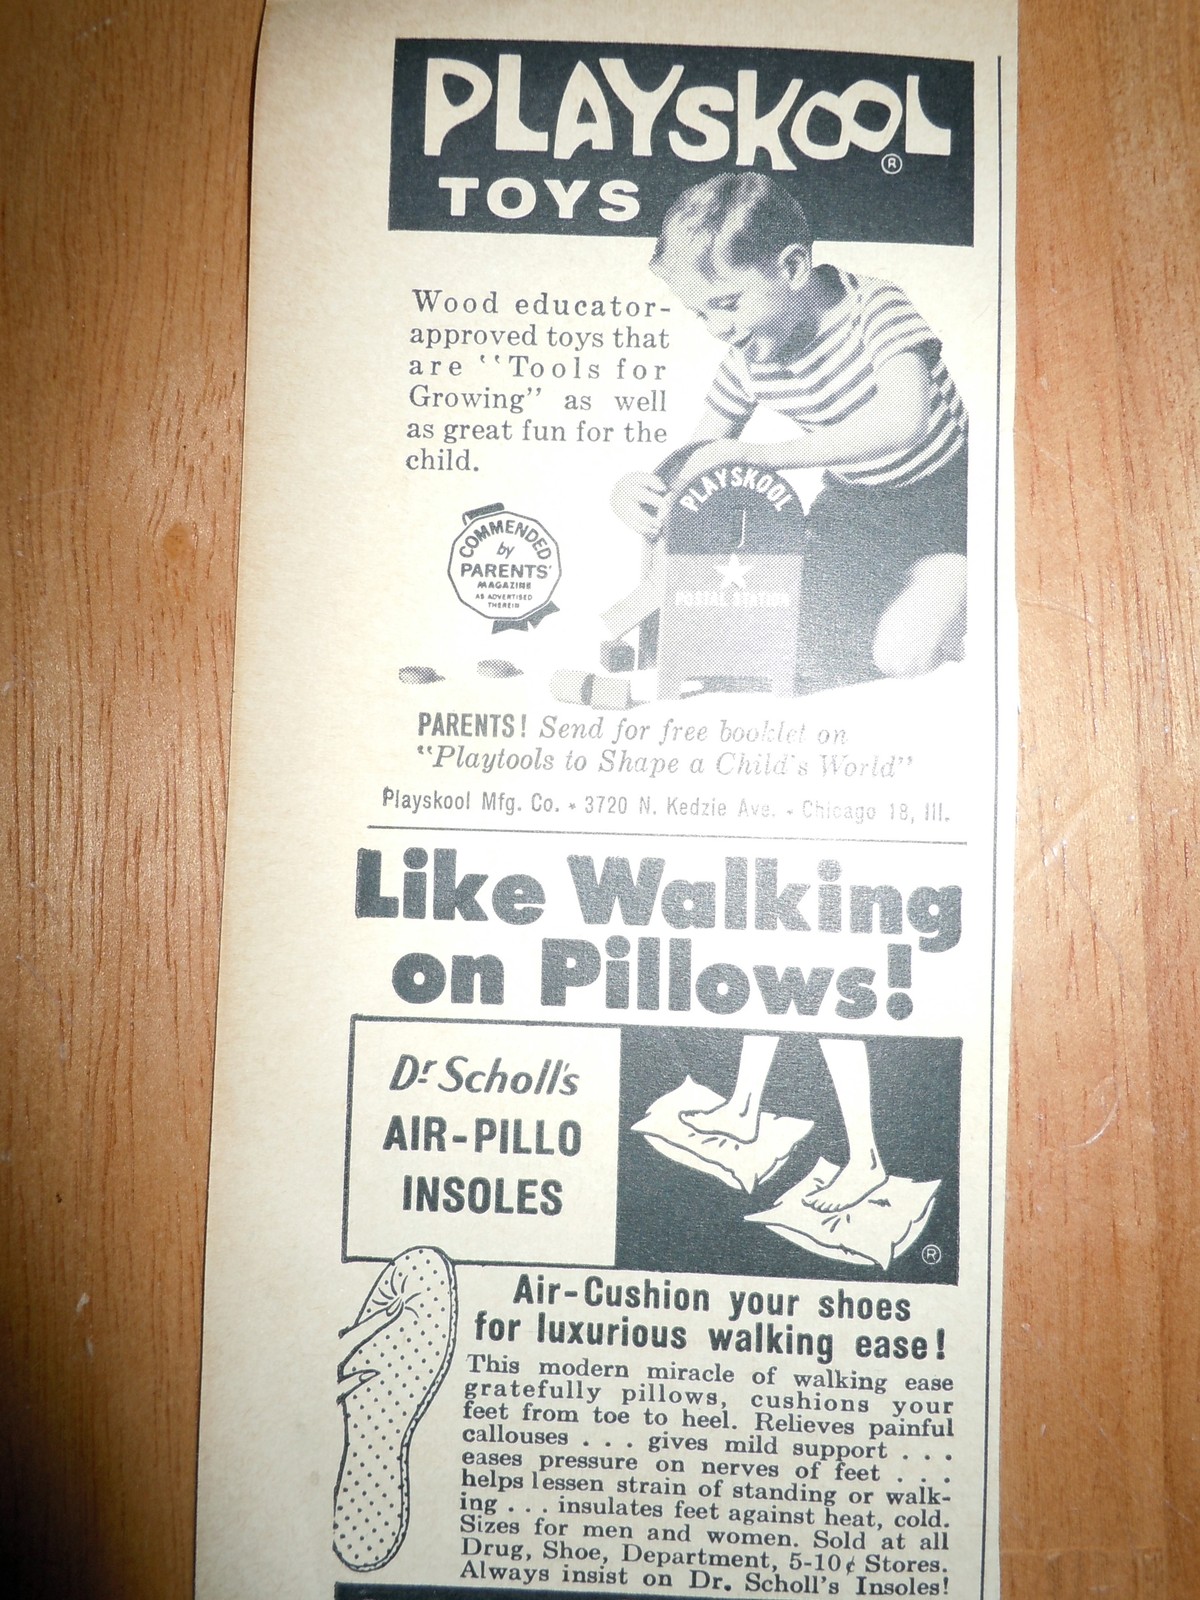 PLAYSKOOL
®
TOYS
Wood educator-
approved toys that
are "Tools for
Growing" as well
as great fun for the
child.
PLAYSKOOL
POSTAL STATION
COMMENDED
by
PARENTS'
MAGAZINE
AS ADVERTISED
THEREIN
PARENTS! Send for free booklet on
"Playtools to Shape a Child's World"
Playskool Mfg. Co. • 3720 N. Kedzie Ave. - Chicago 18, Ill.
Like Walking
on Pillows!
Dr Scholl's
AIR-PILLO
INSOLES
®
Air-Cushion your shoes
for luxurious walking ease!
This modern miracle of walking ease
gratefully pillows, cushions your
feet from toe to heel. Relieves painful
callouses . . . gives mild support . . .
eases pressure on nerves of feet . . .
helps lessen strain of standing or walk-
ing . . . insulates feet against heat, cold.
Sizes for men and women. Sold at all
Drug, Shoe, Department, 5-10¢ Stores.
Always insist on Dr. Scholl's Insoles!